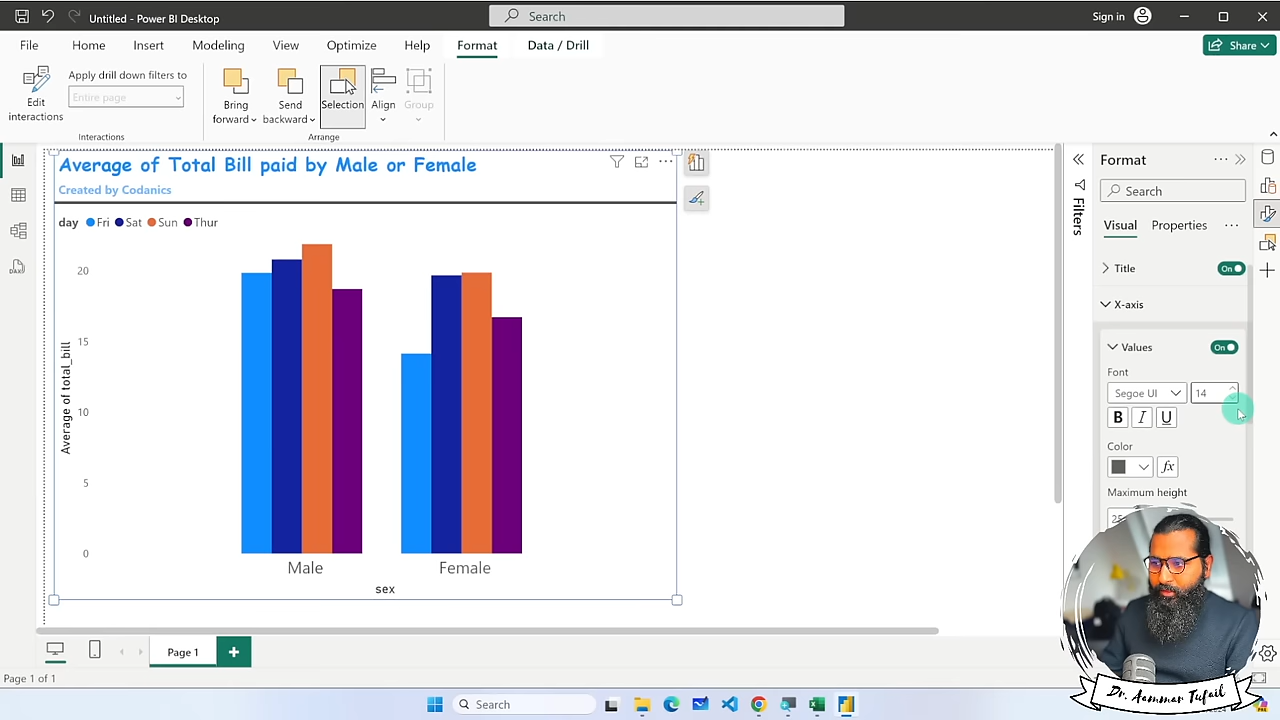 Untitled - Power BI Desktop
Search
Sign in
File
Home
Insert
Modeling
View
Optimize
Help
Format
Data / Drill
Share
Edit
interactions
Apply drill down filters to
Entire page
Interactions
Bring
forward
Send
backward
Selection
Align
Group
Arrange
Average of Total Bill paid by Male or Female
Created by Codanics
day Fri Sat Sun Thur
20
15
10
5
0
Average of total_bill
Male
Female
sex
Filters
Format
Search
Visual
Properties
Title
On
X-axis
Values
On
Font
Segoe UI
14
B I U
Color
fx
Maximum height
Dr. Aammar Tufail
Page 1
Page 1 of 1
Search